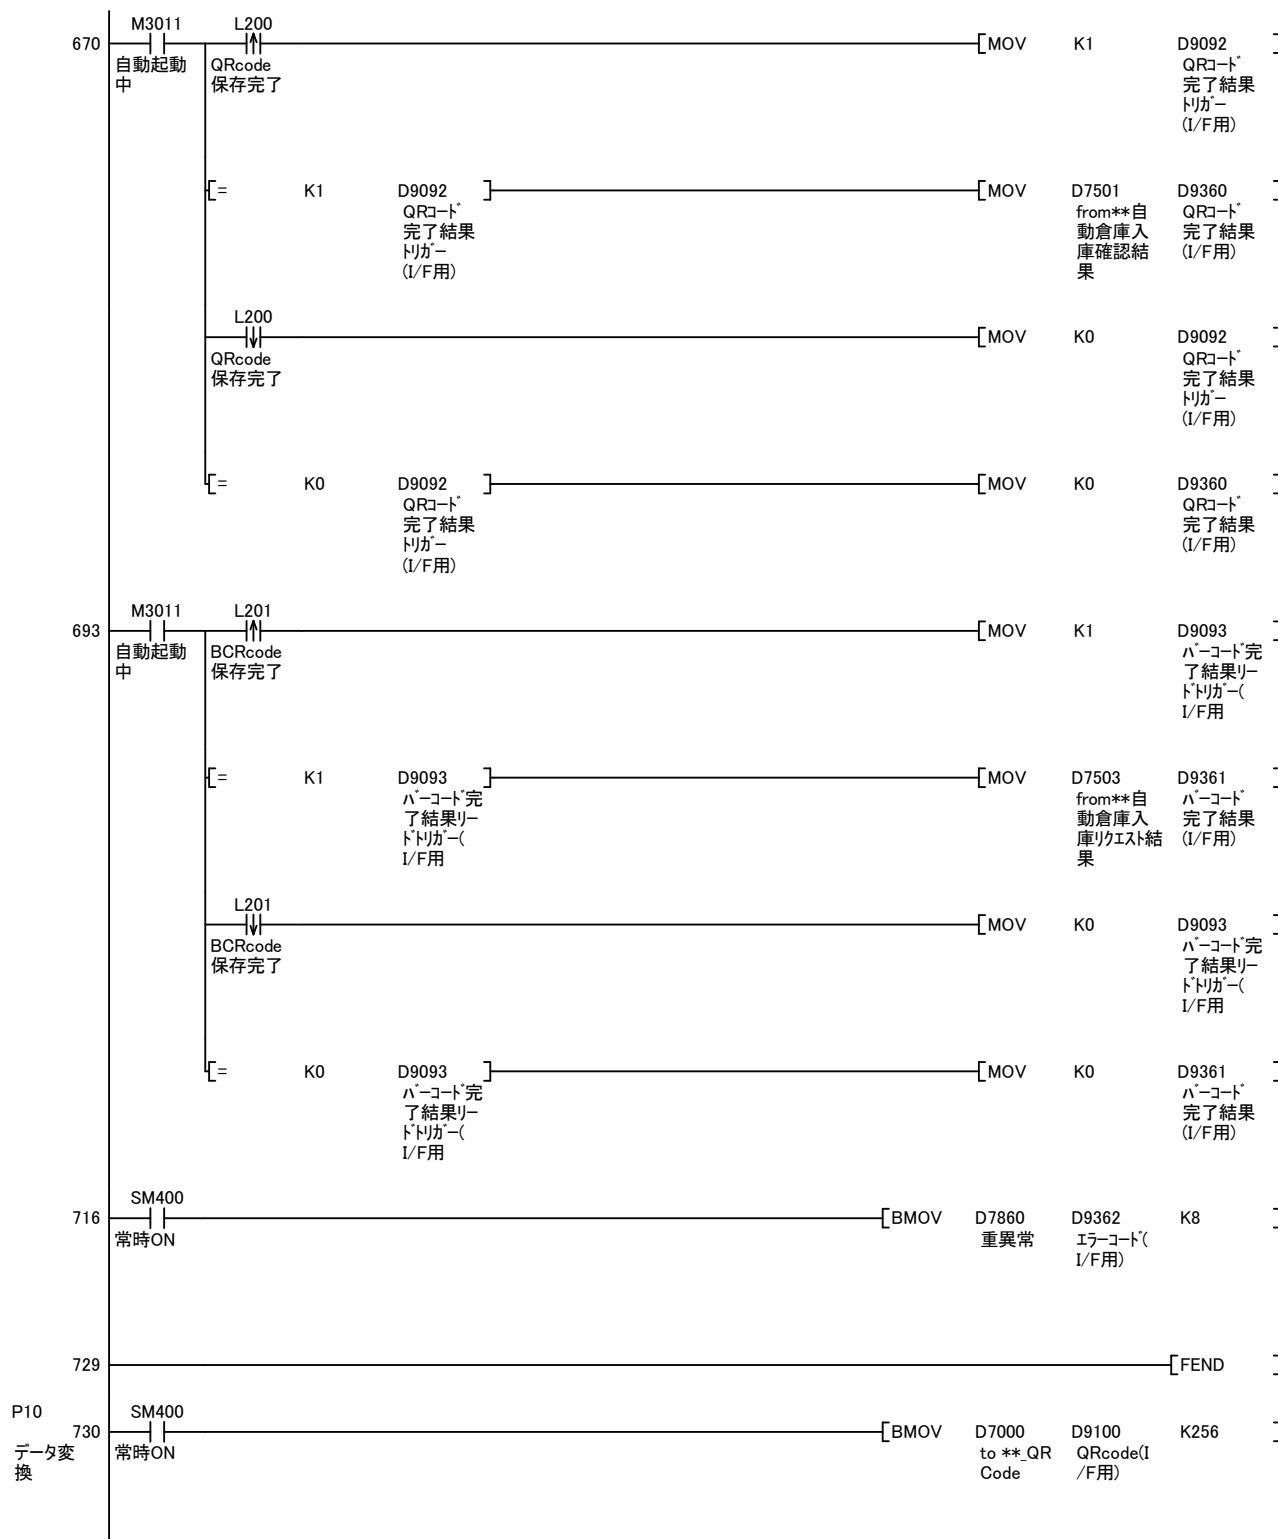 M3011 L200
670 [MOV K1 D9092 ]
自動起動 QRcode QRｺｰﾄﾞ
中 保存完了 完了結果
ﾄﾘｶﾞｰ
(I/F用)
[= K1 D9092 ] [MOV D7501 D9360 ]
QRｺｰﾄﾞ from**自 QRｺｰﾄﾞ
完了結果 動倉庫入 完了結果
ﾄﾘｶﾞｰ 庫確認結 (I/F用)
(I/F用) 果
L200
[MOV K0 D9092 ]
QRcode QRｺｰﾄﾞ
保存完了 完了結果
ﾄﾘｶﾞｰ
(I/F用)
[= K0 D9092 ] [MOV K0 D9360 ]
QRｺｰﾄﾞ QRｺｰﾄﾞ
完了結果 完了結果
ﾄﾘｶﾞｰ (I/F用)
(I/F用)
M3011 L201
693 [MOV K1 D9093 ]
自動起動 BCRcode ﾊﾞｰｺｰﾄﾞ完
中 保存完了 了結果ﾘｰ
ﾄﾞﾄﾘｶﾞｰ(
I/F用
[= K1 D9093 ] [MOV D7503 D9361 ]
ﾊﾞｰｺｰﾄﾞ完 from**自 ﾊﾞｰｺｰﾄﾞ
了結果ﾘｰ 動倉庫入 完了結果
ﾄﾞﾄﾘｶﾞｰ( 庫ﾘｸｴｽﾄ結 (I/F用)
I/F用 果
L201
[MOV K0 D9093 ]
BCRcode ﾊﾞｰｺｰﾄﾞ完
保存完了 了結果ﾘｰ
ﾄﾞﾄﾘｶﾞｰ(
I/F用
[= K0 D9093 ] [MOV K0 D9361 ]
ﾊﾞｰｺｰﾄﾞ完 ﾊﾞｰｺｰﾄﾞ
了結果ﾘｰ 完了結果
ﾄﾞﾄﾘｶﾞｰ( (I/F用)
I/F用
SM400
716 [BMOV D7860 D9362 K8 ]
常時ON 重異常 ｴﾗｰｺｰﾄﾞ(
I/F用)
729 [FEND ]
P10 SM400
730 [BMOV D7000 D9100 K256 ]
データ変 常時ON to **_QR QRcode(I
換 Code /F用)